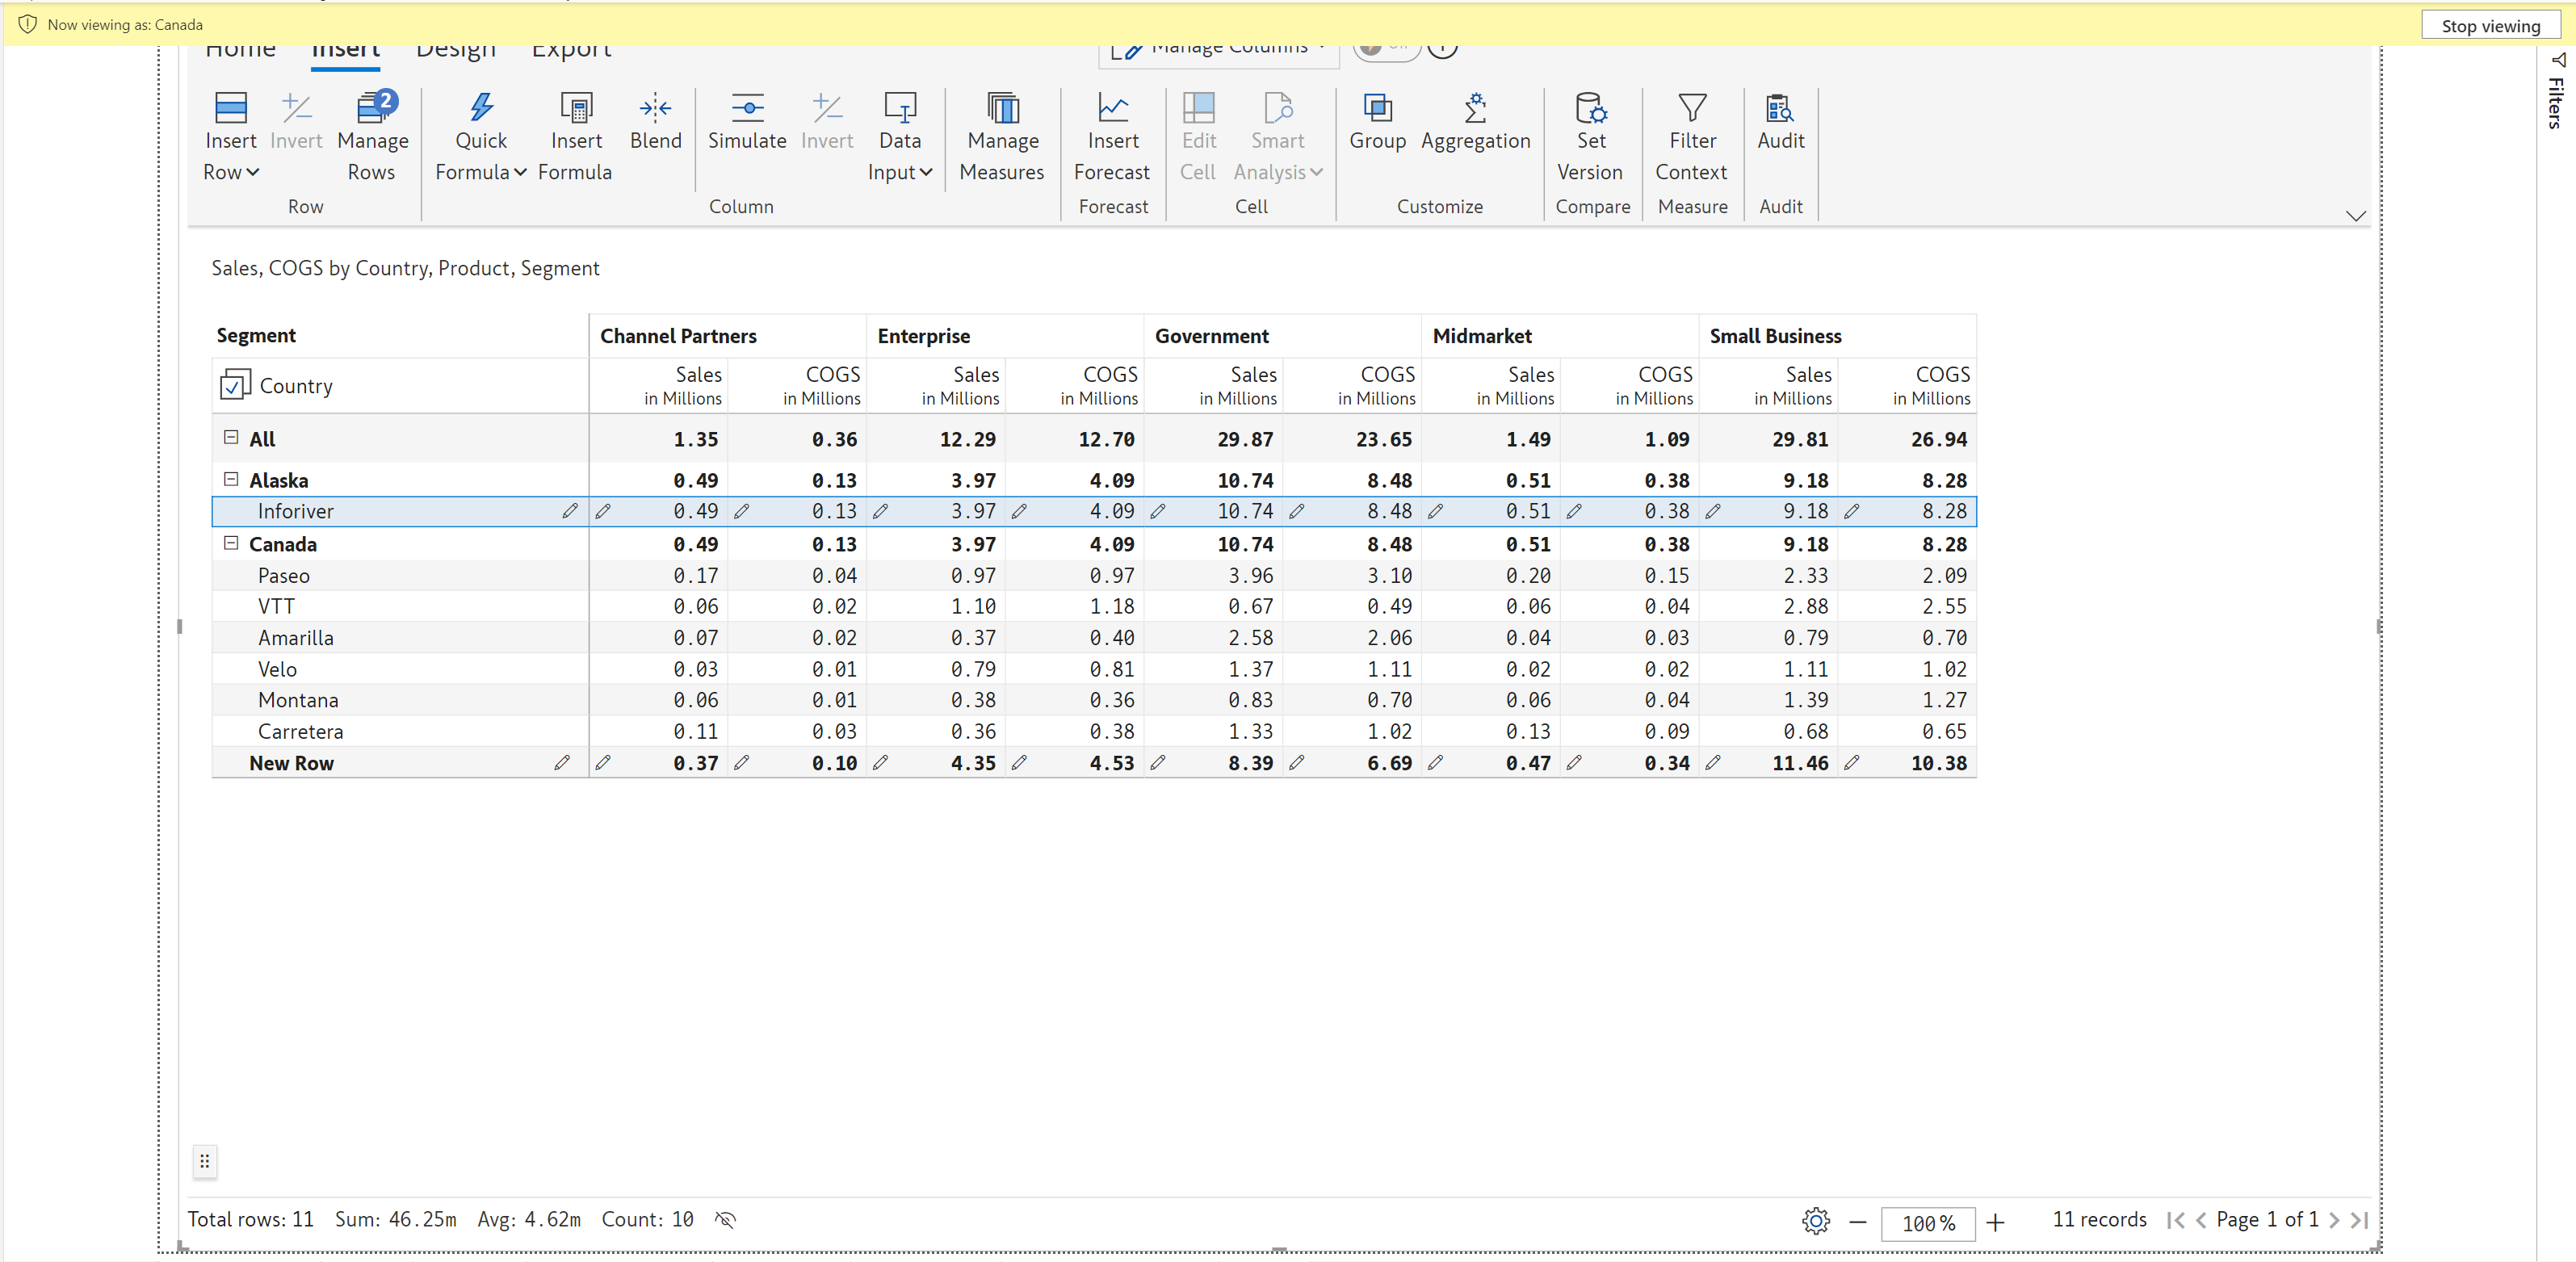 Now viewing as: Canada
Stop viewing
Home Insert Design Export
Manage Columns
Off
Filters
Insert Row
Invert
Manage Rows
2
Quick Formula
Insert Formula
Blend
Simulate
Invert
Data Input
Manage Measures
Insert Forecast
Edit Cell
Smart Analysis
Group
Aggregation
Set Version
Filter Context
Audit
Row Column Forecast Cell Customize Compare Measure Audit
Sales, COGS by Country, Product, Segment
Segment Channel Partners Enterprise Government Midmarket Small Business
Country Sales COGS Sales COGS Sales COGS Sales COGS Sales COGS
in Millions in Millions in Millions in Millions in Millions in Millions in Millions in Millions in Millions in Millions
All 1.35 0.36 12.29 12.70 29.87 23.65 1.49 1.09 29.81 26.94
Alaska 0.49 0.13 3.97 4.09 10.74 8.48 0.51 0.38 9.18 8.28
Inforiver 0.49 0.13 3.97 4.09 10.74 8.48 0.51 0.38 9.18 8.28
Canada 0.49 0.13 3.97 4.09 10.74 8.48 0.51 0.38 9.18 8.28
Paseo 0.17 0.04 0.97 0.97 3.96 3.10 0.20 0.15 2.33 2.09
VTT 0.06 0.02 1.10 1.18 0.67 0.49 0.06 0.04 2.88 2.55
Amarilla 0.07 0.02 0.37 0.40 2.58 2.06 0.04 0.03 0.79 0.70
Velo 0.03 0.01 0.79 0.81 1.37 1.11 0.02 0.02 1.11 1.02
Montana 0.06 0.01 0.38 0.36 0.83 0.70 0.06 0.04 1.39 1.27
Carretera 0.11 0.03 0.36 0.38 1.33 1.02 0.13 0.09 0.68 0.65
New Row 0.37 0.10 4.35 4.53 8.39 6.69 0.47 0.34 11.46 10.38
Total rows: 11 Sum: 46.25m Avg: 4.62m Count: 10 100% 11 records Page 1 of 1